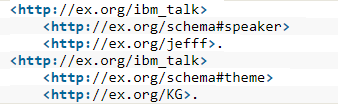 <http://ex.org/ibm_talk>
<http://ex.org/schema#speaker>
<http://ex.org/jefff>.
<http://ex.org/ibm_talk>
<http://ex.org/schema#theme>
<http://ex.org/KG>.